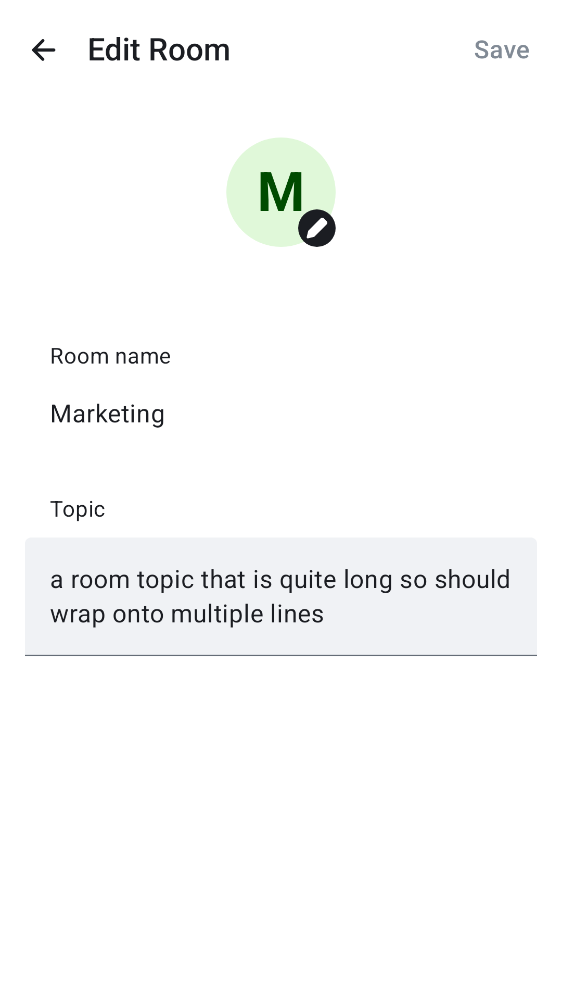 Edit Room
Save
M
Room name
Marketing
Topic
a room topic that is quite long so should
wrap onto multiple lines